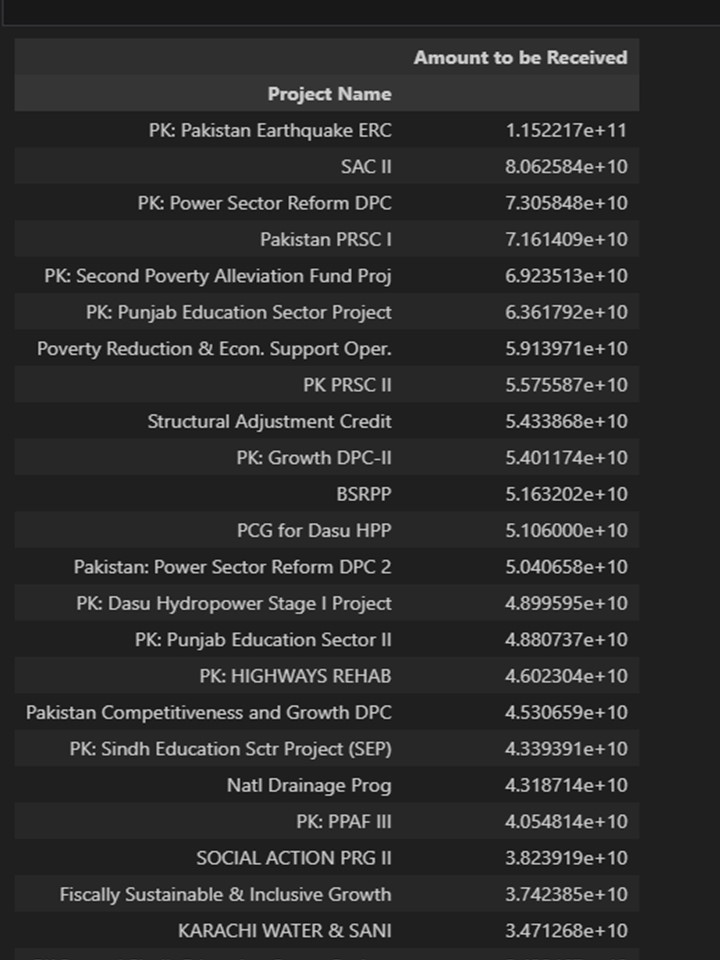 Amount to be Received
Project Name
PK: Pakistan Earthquake ERC 1.152217e+11
SAC II 8.062584e+10
PK: Power Sector Reform DPC 7.305848e+10
Pakistan PRSC I 7.161409e+10
PK: Second Poverty Alleviation Fund Proj 6.923513e+10
PK: Punjab Education Sector Project 6.361792e+10
Poverty Reduction & Econ. Support Oper. 5.913971e+10
PK PRSC II 5.575587e+10
Structural Adjustment Credit 5.433868e+10
PK: Growth DPC-II 5.401174e+10
BSRPP 5.163202e+10
PCG for Dasu HPP 5.106000e+10
Pakistan: Power Sector Reform DPC 2 5.040658e+10
PK: Dasu Hydropower Stage I Project 4.899595e+10
PK: Punjab Education Sector II 4.880737e+10
PK: HIGHWAYS REHAB 4.602304e+10
Pakistan Competitiveness and Growth DPC 4.530659e+10
PK: Sindh Education Sctr Project (SEP) 4.339391e+10
Natl Drainage Prog 4.318714e+10
PK: PPAF III 4.054814e+10
SOCIAL ACTION PRG II 3.823919e+10
Fiscally Sustainable & Inclusive Growth 3.742385e+10
KARACHI WATER & SANI 3.471268e+10